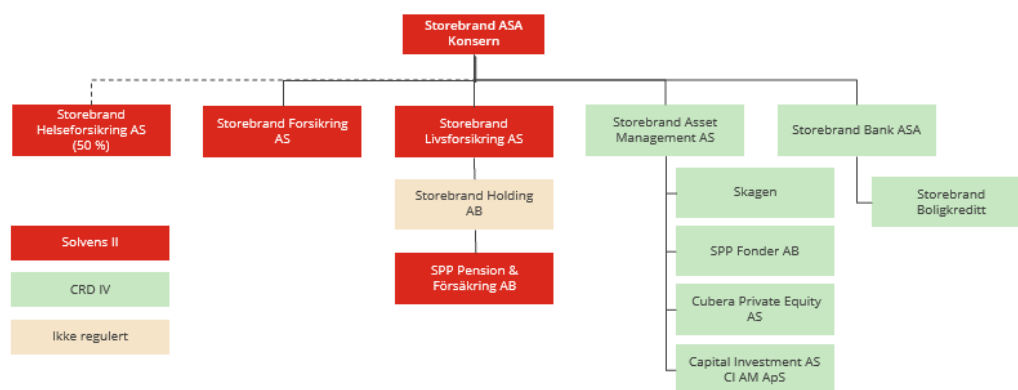 Storebrand ASA
Konsern
Storebrand
Helseforsikring AS
(50 %)
Storebrand Forsikring
AS
Storebrand
Livsforsikring AS
Storebrand Asset
Management AS
Storebrand Bank ASA
Storebrand Holding
AB
Skagen
Storebrand
Boligkreditt
Solvens II
SPP Pension &
Försäkring AB
SPP Fonder AB
CRD IV
Cubera Private Equity
AS
Ikke regulert
Capital Investment AS
CI AM ApS